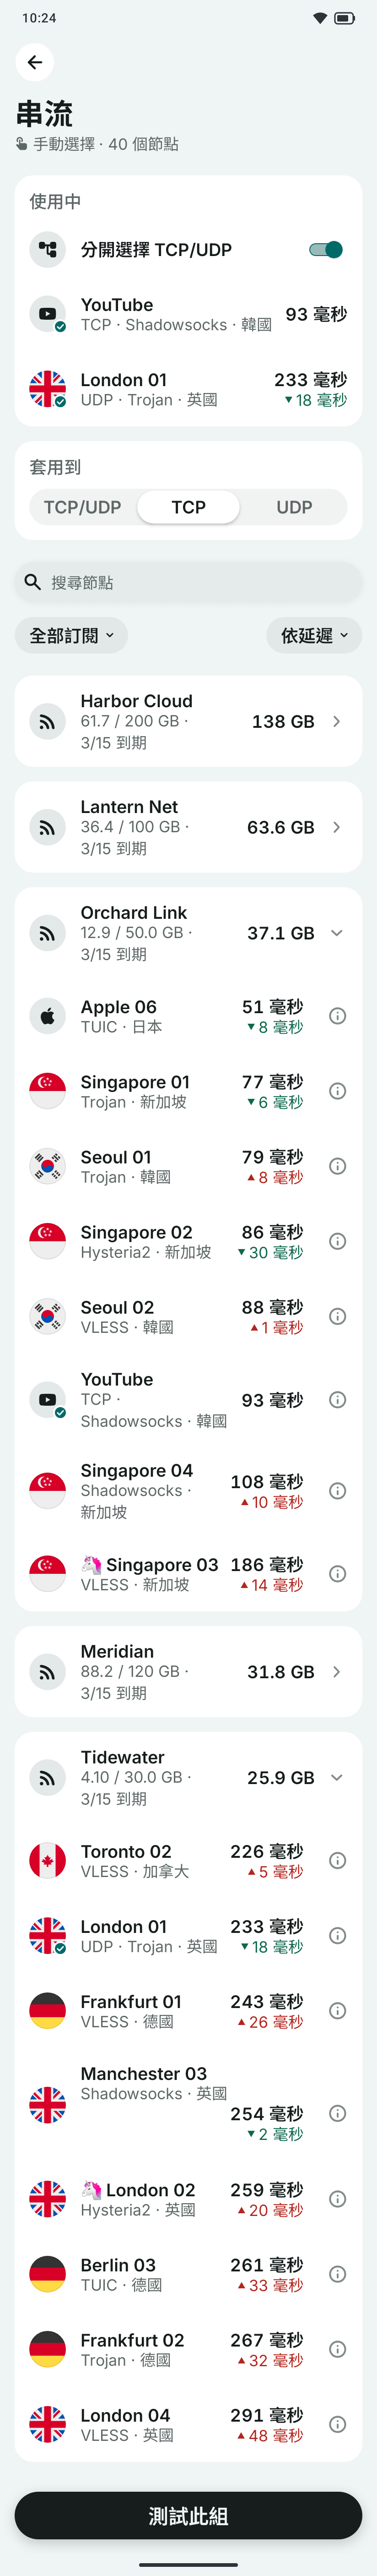 10:24
串流
手動選擇 · 40 個節點
使用中
分開選擇 TCP/UDP
YouTube
TCP · Shadowsocks · 韓國
93 毫秒
London 01
UDP · Trojan · 英國
233 毫秒
▼18 毫秒
套用到
TCP/UDP
TCP
UDP
搜尋節點
全部訂閱
依延遲
Harbor Cloud
61.7 / 200 GB ·
3/15 到期
138 GB
Lantern Net
36.4 / 100 GB ·
3/15 到期
63.6 GB
Orchard Link
12.9 / 50.0 GB ·
3/15 到期
37.1 GB
Apple 06
TUIC · 日本
51 毫秒
▼8 毫秒
Singapore 01
Trojan · 新加坡
77 毫秒
▼6 毫秒
Seoul 01
Trojan · 韓國
79 毫秒
▲8 毫秒
Singapore 02
Hysteria2 · 新加坡
86 毫秒
▼30 毫秒
Seoul 02
VLESS · 韓國
88 毫秒
▲1 毫秒
YouTube
TCP ·
Shadowsocks · 韓國
93 毫秒
Singapore 04
Shadowsocks ·
新加坡
108 毫秒
▲10 毫秒
🦄 Singapore 03
VLESS · 新加坡
186 毫秒
▲14 毫秒
Meridian
88.2 / 120 GB ·
3/15 到期
31.8 GB
Tidewater
4.10 / 30.0 GB ·
3/15 到期
25.9 GB
Toronto 02
VLESS · 加拿大
226 毫秒
▲5 毫秒
London 01
UDP · Trojan · 英國
233 毫秒
▼18 毫秒
Frankfurt 01
VLESS · 德國
243 毫秒
▲26 毫秒
Manchester 03
Shadowsocks · 英國
254 毫秒
▼2 毫秒
🦄 London 02
Hysteria2 · 英國
259 毫秒
▲20 毫秒
Berlin 03
TUIC · 德國
261 毫秒
▲33 毫秒
Frankfurt 02
Trojan · 德國
267 毫秒
▲32 毫秒
London 04
VLESS · 英國
291 毫秒
▲48 毫秒
測試此組